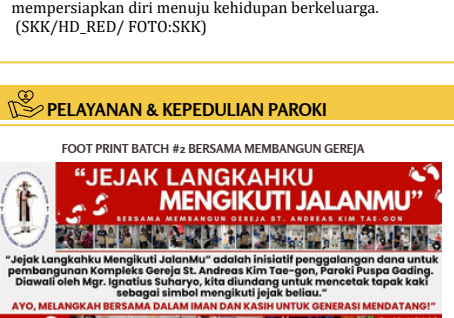 mempersiapkan diri menuju kehidupan berkeluarga.
(SKK/HD_RED/ FOTO:SKK)
PELAYANAN & KEPEDULIAN PAROKI
FOOT PRINT BATCH #2 BERSAMA MEMBANGUN GEREJA
“JEJAK LANGKAHKU
MENGIKUTI JALANMU”
BERSAMA MEMBANGUN GEREJA ST. ANDREAS KIM TAE-GON
“Jejak Langkahku Mengikuti JalanMu” adalah inisiatif penggalangan dana untuk
pembangunan Kompleks Gereja St. Andreas Kim Tae-gon, Paroki Puspa Gading.
Diawali oleh Mgr. Ignatius Suharyo, kita diundang untuk mencetak tapak kaki
sebagai simbol mengikuti jejak beliau.”
AYO, MELANGKAH BERSAMA DALAM IMAN DAN KASIH UNTUK GENERASI MENDATANG!”